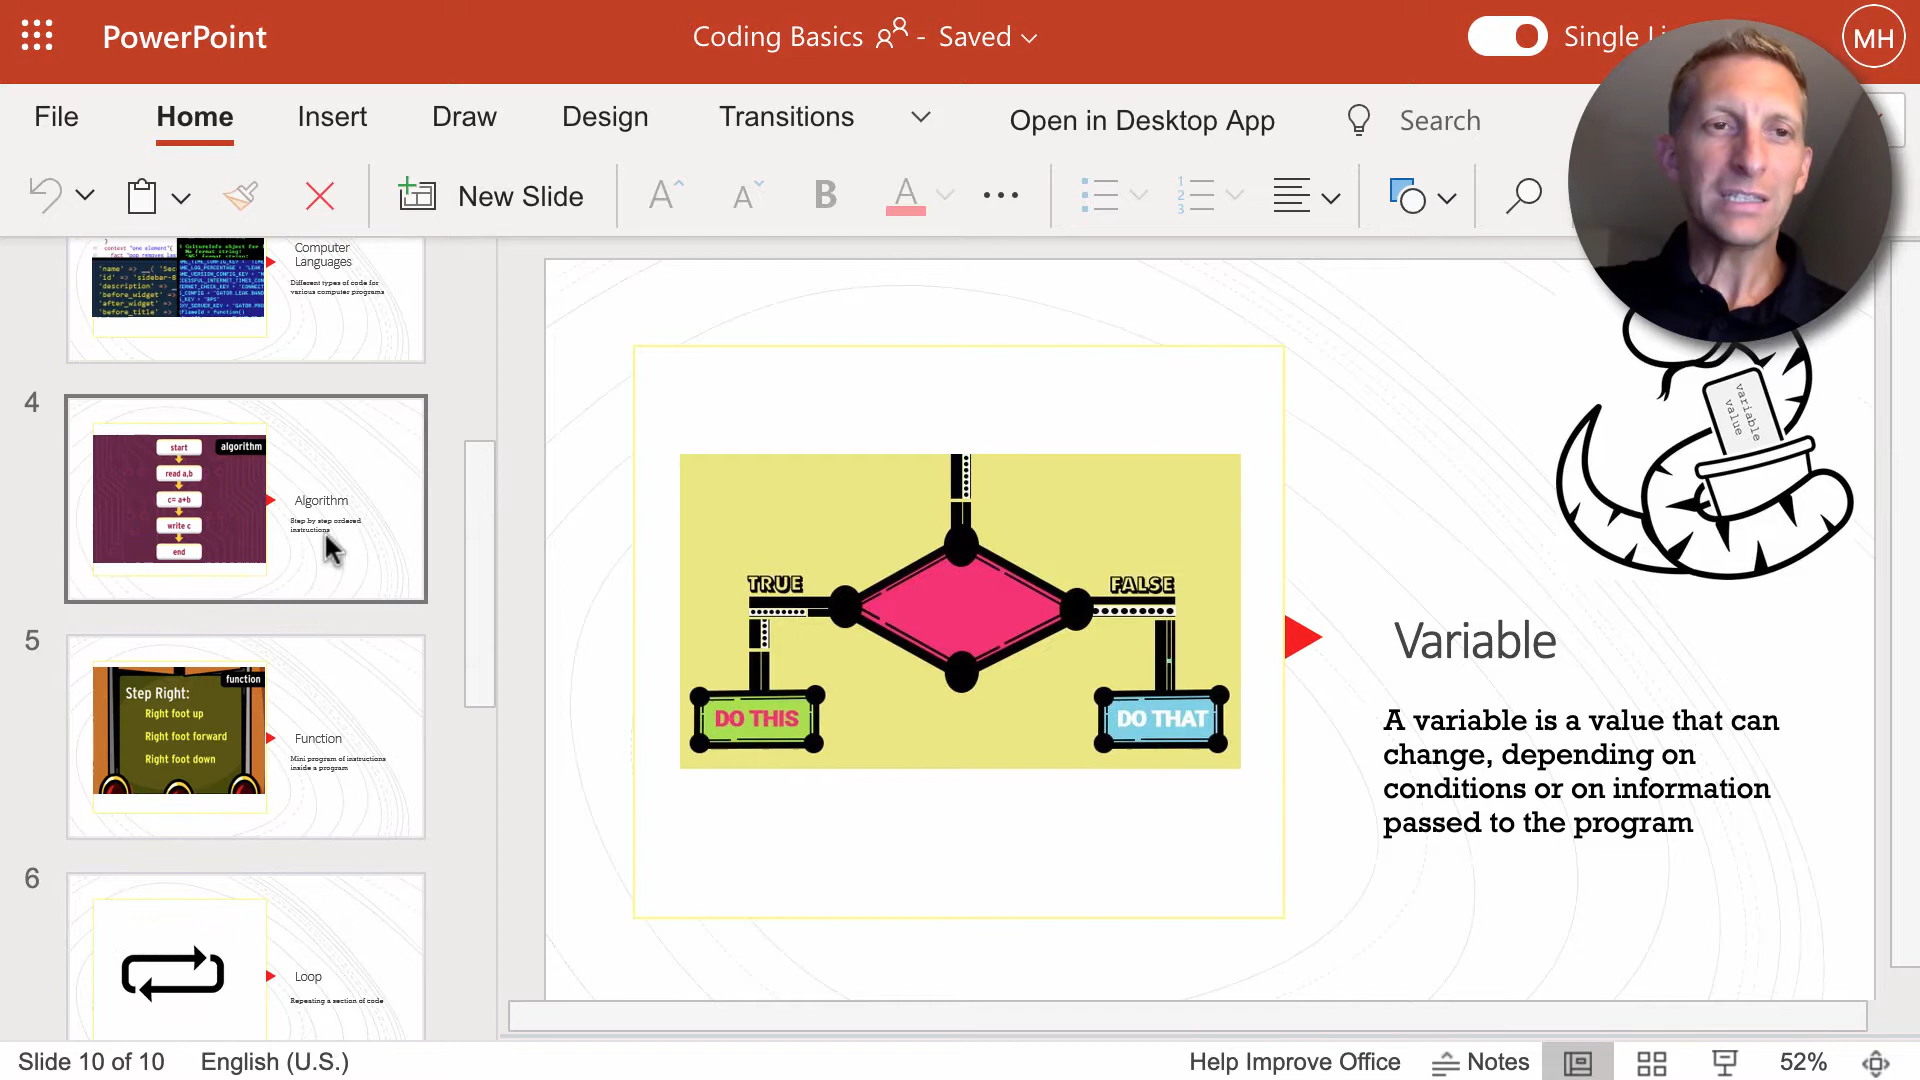 PowerPoint
Coding Basics - Saved
Single Li
MH
File Home Insert Draw Design Transitions Open in Desktop App Search
New Slide
Computer
Languages
Different types of code for
various computer programs
4
algorithm
start
read a,b
c= a+b
write c
end
Algorithm
Step by step ordered
instructions
5
function
Step Right:
Right foot up
Right foot forward
Right foot down
Function
Mini program of instructions
inside a program
6
Loop
Repeating a section of code
TRUE
FALSE
DO THIS
DO THAT
variable
value
Variable
A variable is a value that can
change, depending on
conditions or on information
passed to the program
Slide 10 of 10 English (U.S.) Help Improve Office Notes 52%